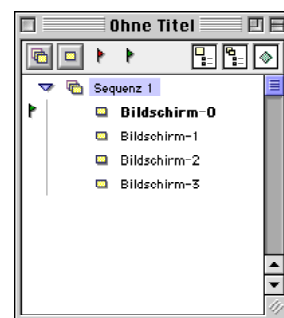 Ohne Titel
Sequenz 1
Bildschirm-0
Bildschirm-1
Bildschirm-2
Bildschirm-3